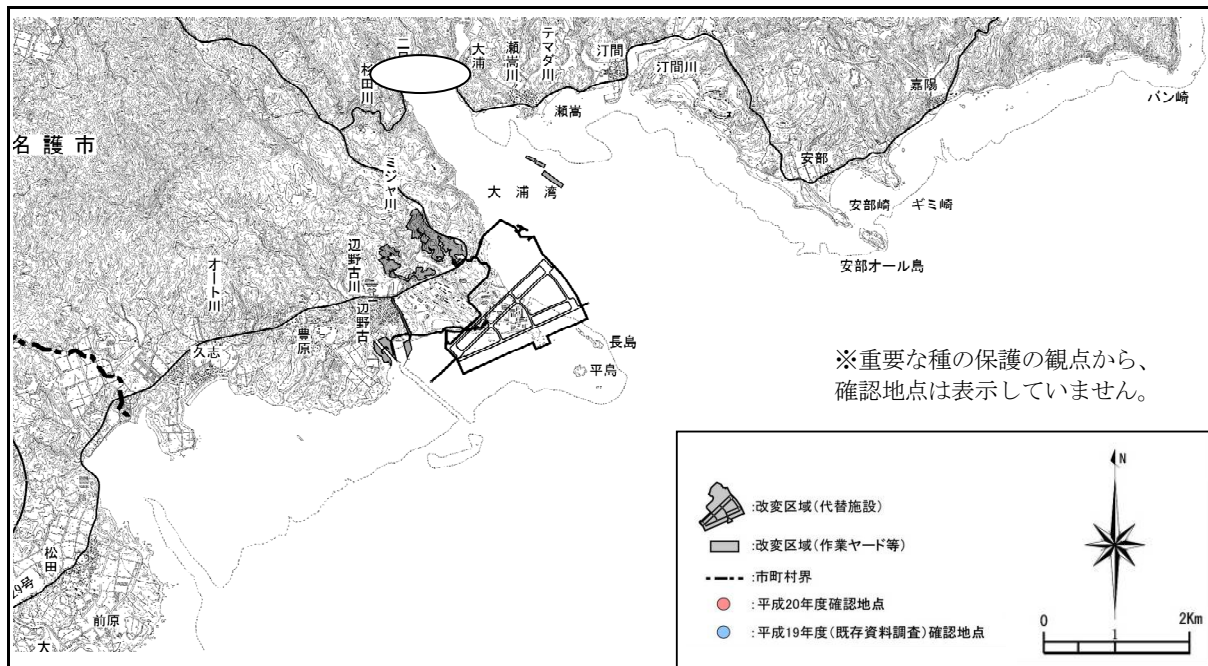 二
杉田川
大浦
瀬嵩川
テマダ川
汀間
汀間川
瀬嵩
嘉陽
バン崎
名護市
ミジャ川
大浦湾
安部
安部崎
ギミ崎
安部オール島
辺野古川
オートロ川
辺野古
豊原
久志
長島
平島
※重要な種の保護の観点から、
確認地点は表示していません。
松田
29号
前原
大
:改変区域(代替施設)
:改変区域(作業ヤード等)
:市町村界
:平成20年度確認地点
:平成19年度(既存資料調査)確認地点
N
0
1
2Km